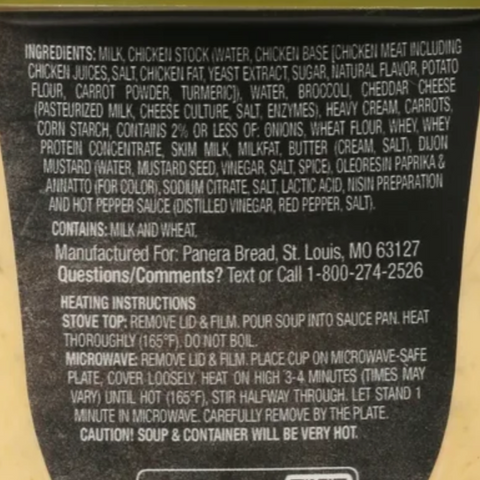 INGREDIENTS: MILK, CHICKEN STOCK (WATER, CHICKEN BASE [CHICKEN MEAT INCLUDING
CHICKEN JUICES, SALT, CHICKEN FAT, YEAST EXTRACT, SUGAR, NATURAL FLAVOR, POTATO
FLOUR, CARROT POWDER, TURMERIC]), WATER, BROCCOLI, CHEDDAR CHEESE
(PASTEURIZED MILK, CHEESE CULTURE, SALT, ENZYMES), HEAVY CREAM, CARROTS,
CORN STARCH, CONTAINS 2% OR LESS OF: ONIONS, WHEAT FLOUR, WHEY, WHEY
PROTEIN CONCENTRATE, SKIM MILK, MILKFAT, BUTTER (CREAM, SALT), DIJON
MUSTARD (WATER, MUSTARD SEED, VINEGAR, SALT, SPICE), OLEORESIN PAPRIKA &
ANNATTO (FOR COLOR), SODIUM CITRATE, SALT, LACTIC ACID, NISIN PREPARATION
AND HOT PEPPER SAUCE (DISTILLED VINEGAR, RED PEPPER, SALT).
CONTAINS: MILK AND WHEAT.
Manufactured For: Panera Bread, St. Louis, MO 63127
Questions/Comments? Text or Call 1-800-274-2526
HEATING INSTRUCTIONS
STOVE TOP: REMOVE LID & FILM. POUR SOUP INTO SAUCE PAN. HEAT
THOROUGHLY (165°F). DO NOT BOIL.
MICROWAVE: REMOVE LID & FILM. PLACE CUP ON MICROWAVE-SAFE
PLATE, COVER LOOSELY. HEAT ON HIGH 3-4 MINUTES (TIMES MAY
VARY) UNTIL HOT (165°F), STIR HALFWAY THROUGH. LET STAND 1
MINUTE IN MICROWAVE. CAREFULLY REMOVE BY THE PLATE.
CAUTION! SOUP & CONTAINER WILL BE VERY HOT.